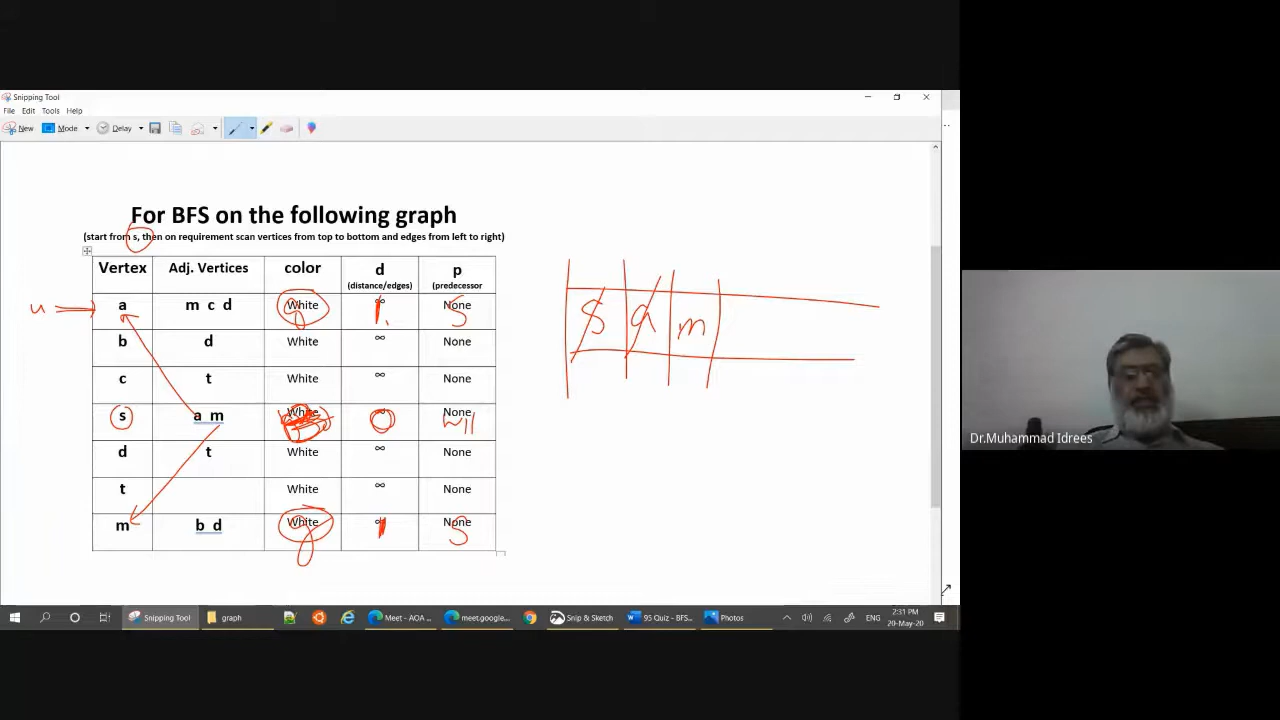 Snipping Tool
File Edit Tools Help
New Mode Delay
For BFS on the following graph
(start from s, then on requirement scan vertices from top to bottom and edges from left to right)
Vertex Adj. Vertices color d p
(distance/edges) (predecessor
u a m c d White g ∞ 1. None S
b d White ∞ None
c t White ∞ None
s a m White 0 None
d t White ∞ None
t White ∞ None
m b d White g ∞ 1 None S
s a m
Dr.Muhammad Idrees
Snipping Tool graph Meet - AOA ... meet.google... Snip & Sketch 95 Quiz - BFS... Photos ENG 2:31 PM
20-May-20